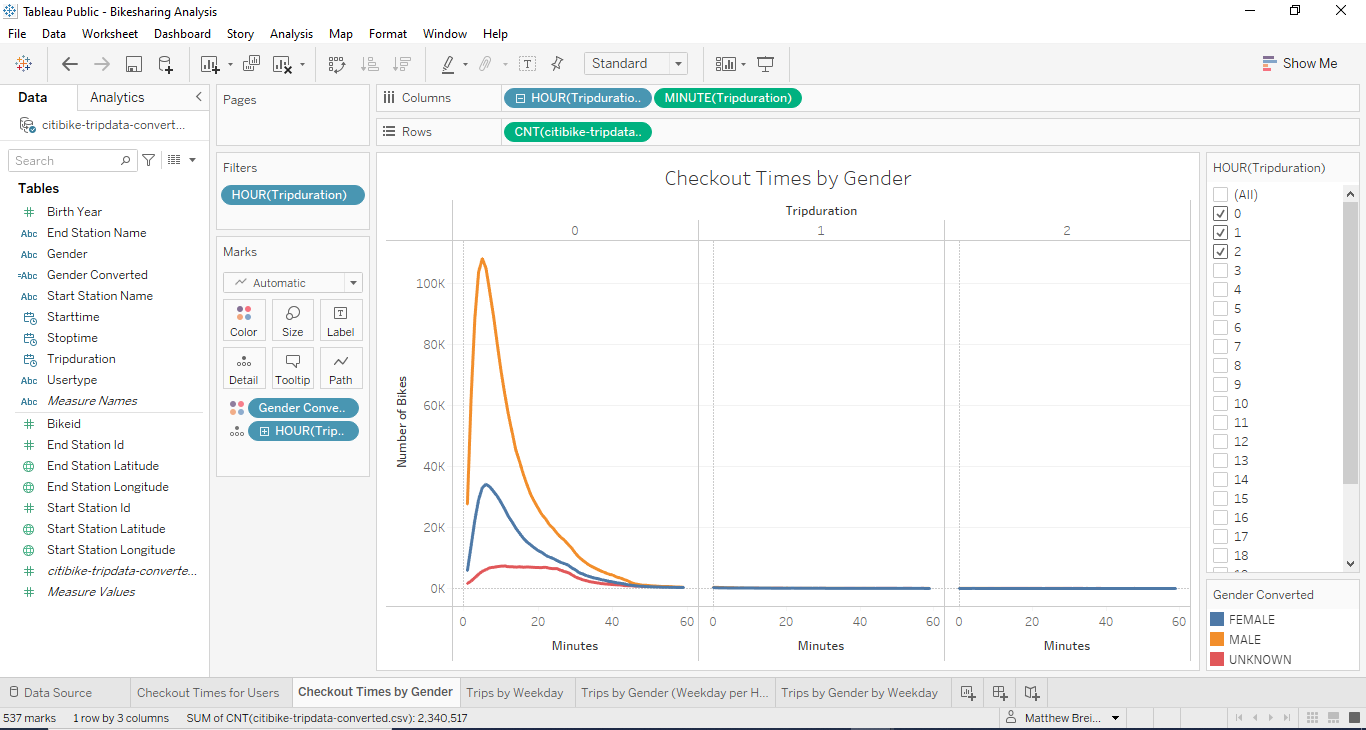 Tableau Public - Bikesharing Analysis
File Data Worksheet Dashboard Story Analysis Map Format Window Help
Standard
Show Me
Data Analytics
citibike-tripdata-convert...
Search
Tables
Birth Year
Abc End Station Name
Abc Gender
=Abc Gender Converted
Abc Start Station Name
Starttime
Stoptime
Tripduration
Abc Usertype
Abc Measure Names
Bikeid
End Station Id
End Station Latitude
End Station Longitude
Start Station Id
Start Station Latitude
Start Station Longitude
citibike-tripdata-converte...
Measure Values
Pages
Filters
HOUR(Tripduration)
Marks
Automatic
Color Size Label
Detail Tooltip Path
Gender Conve..
HOUR(Trip..
Columns HOUR(Tripduratio.. MINUTE(Tripduration)
Rows CNT(citibike-tripdata..
Checkout Times by Gender
Tripduration
0 1 2
Number of Bikes
100K
80K
60K
40K
20K
0K
0 20 40 60 0 20 40 60 0 20 40 60
Minutes Minutes Minutes
HOUR(Tripduration)
(All)
0
1
2
3
4
5
6
7
8
9
10
11
12
13
14
15
16
17
18
Gender Converted
FEMALE
MALE
UNKNOWN
Data Source Checkout Times for Users Checkout Times by Gender Trips by Weekday Trips by Gender (Weekday per H... Trips by Gender by Weekday
537 marks 1 row by 3 columns SUM of CNT(citibike-tripdata-converted.csv): 2,340,517 Matthew Brei...